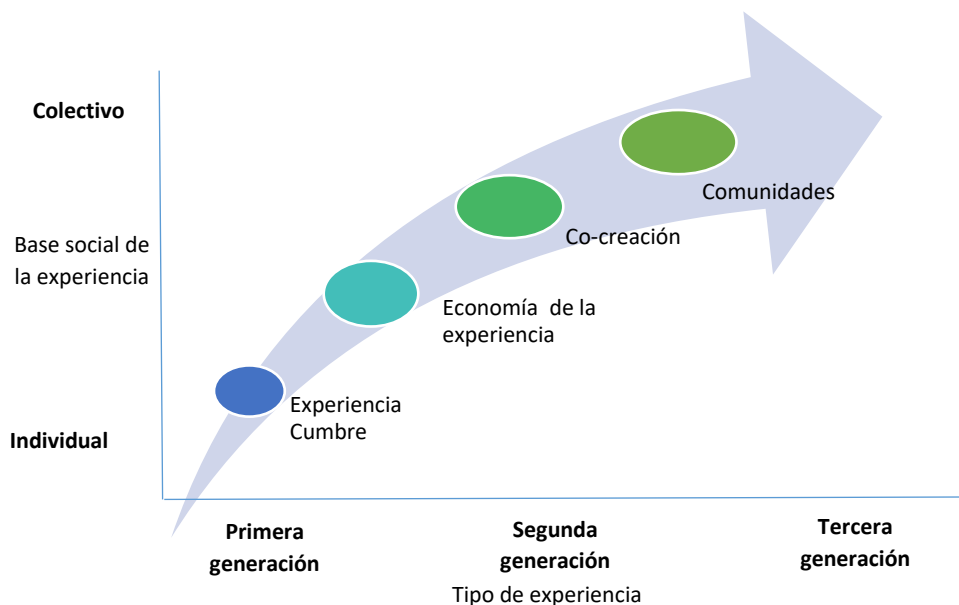 Colectivo
Comunidades
Base social de
la experiencia
Co-creación
Economía de la
experiencia
Experiencia
Cumbre
Individual
Primera
generación
Segunda
generación
Tercera
generación
Tipo de experiencia